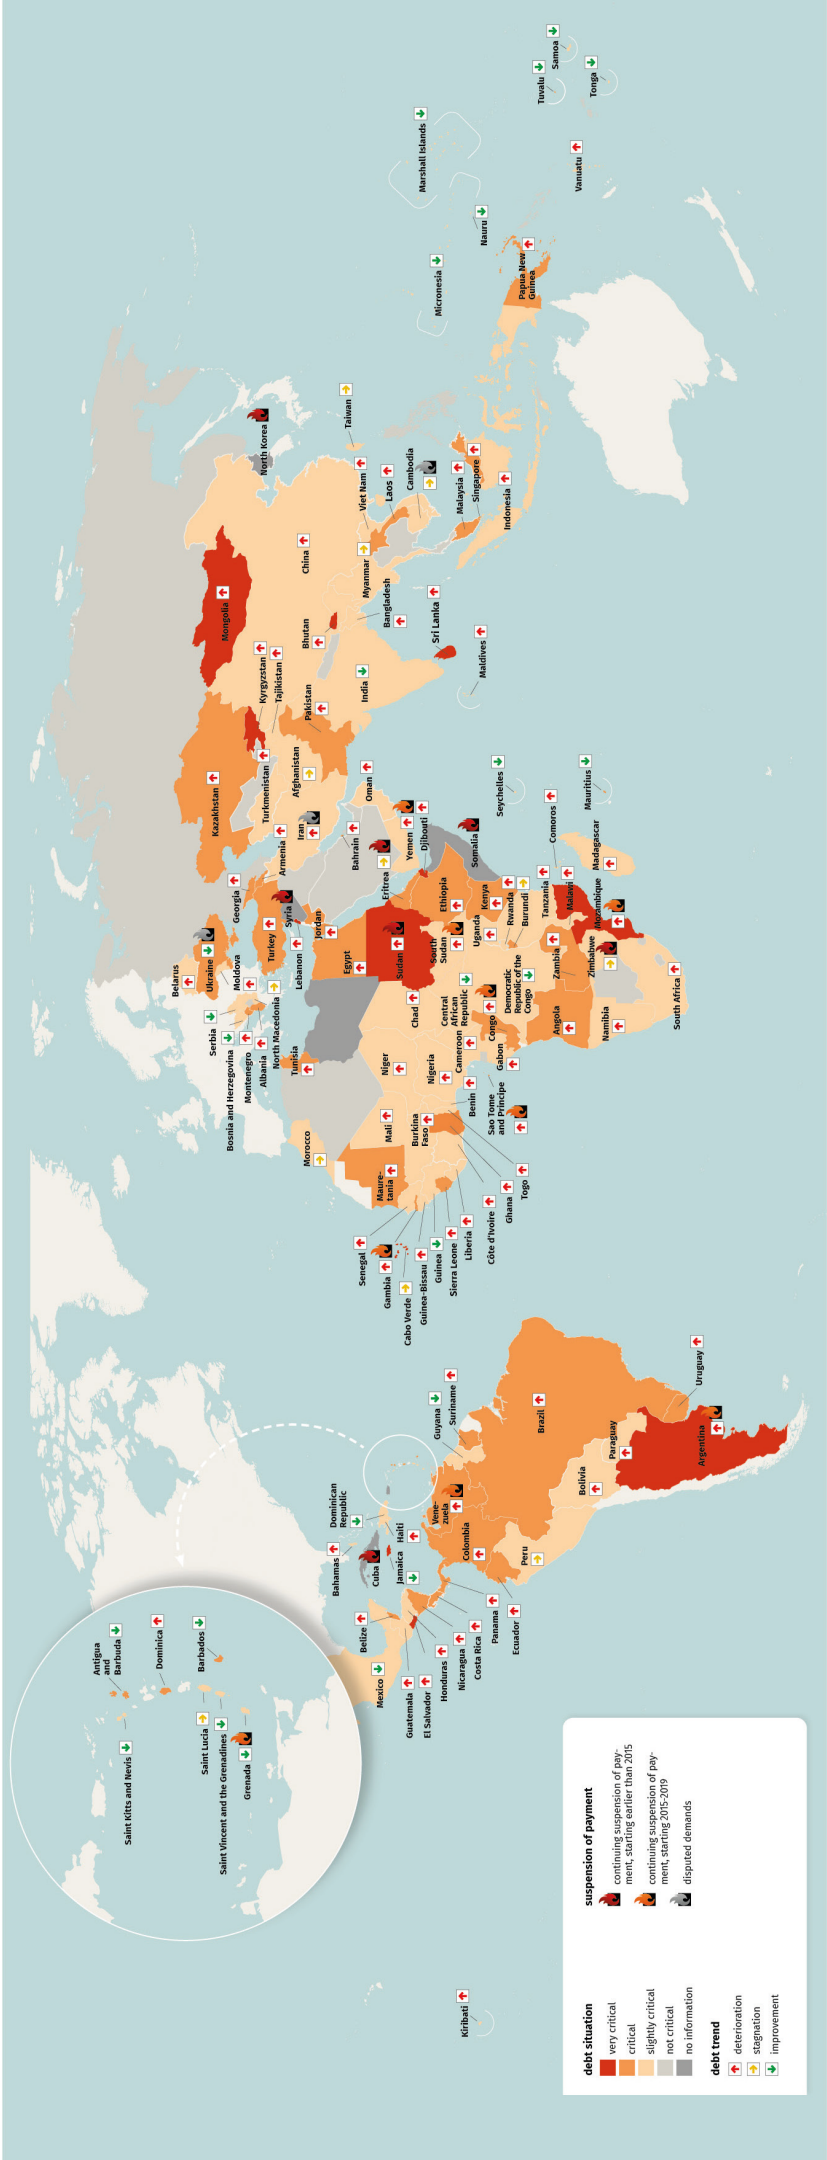 Antigua
and
Barbuda
Dominica
Barbados
Saint Kitts and Nevis
Saint Lucia
Saint Vincent and the Grenadines
Grenada
Kiribati
Mexico
Belize
Guatemala
El Salvador
Honduras
Nicaragua
Costa Rica
Panama
Ecuador
Bahamas
Cuba
Jamaica
Haiti
Dominican
Republic
Colombia
Vene-
zuela
Guyana
Suriname
Peru
Brazil
Bolivia
Paraguay
Argentina
Uruguay
Belarus
Ukraine
Moldova
Serbia
Bosnia and Herzegovina
Montenegro
Albania
North Macedonia
Georgia
Armenia
Turkey
Syria
Lebanon
Jordan
Morocco
Tunisia
Egypt
Maure-
tania
Mali
Niger
Chad
Sudan
Eritrea
Senegal
Gambia
Cabo Verde
Guinea-Bissau
Guinea
Sierra Leone
Liberia
Côte d'Ivoire
Ghana
Togo
Burkina
Faso
Benin
Nigeria
Cameroon
Sao Tome
and Principe
Central
African
Republic
South
Sudan
Ethiopia
Djibouti
Somalia
Gabon
Congo
Democratic
Republic of the
Congo
Uganda
Kenya
Rwanda
Burundi
Tanzania
Angola
Zambia
Malawi
Mozambique
Zimbabwe
Namibia
South Africa
Comoros
Madagascar
Mauritius
Seychelles
Kazakhstan
Turkmenistan
Kyrgyzstan
Tajikistan
Afghanistan
Iran
Pakistan
Bahrain
Oman
Yemen
Mongolia
China
North Korea
Bhutan
India
Bangladesh
Myanmar
Viet Nam
Laos
Cambodia
Taiwan
Sri Lanka
Maldives
Malaysia
Singapore
Indonesia
Papua New
Guinea
Micronesia
Marshall Islands
Nauru
Vanuatu
Tuvalu
Samoa
Tonga
debt situation
very critical
critical
slightly critical
not critical
no information
debt trend
deterioration
stagnation
improvement
suspension of payment
continuing suspension of pay-
ment, starting earlier than 2015
continuing suspension of pay-
ment, starting 2015-2019
disputed demands